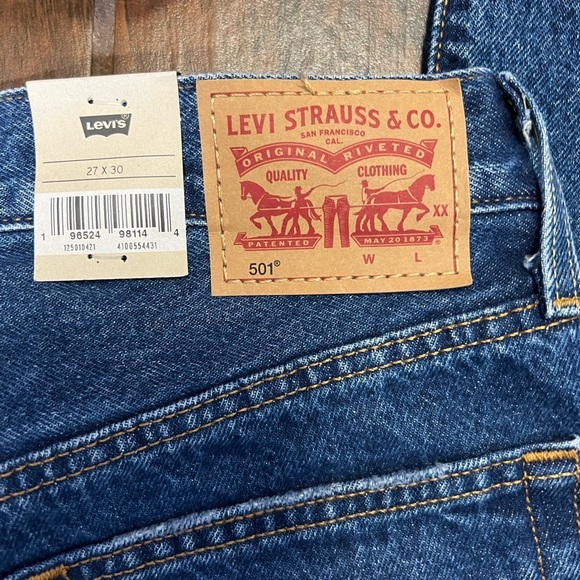 LEVI'S
27 X 30
1 96524 98114 4
125010421 4100554431
LEVI STRAUSS & CO.
SAN FRANCISCO
CAL.
ORIGINAL RIVETED
QUALITY CLOTHING
XX
PATENTED MAY 20 1873
501® W L